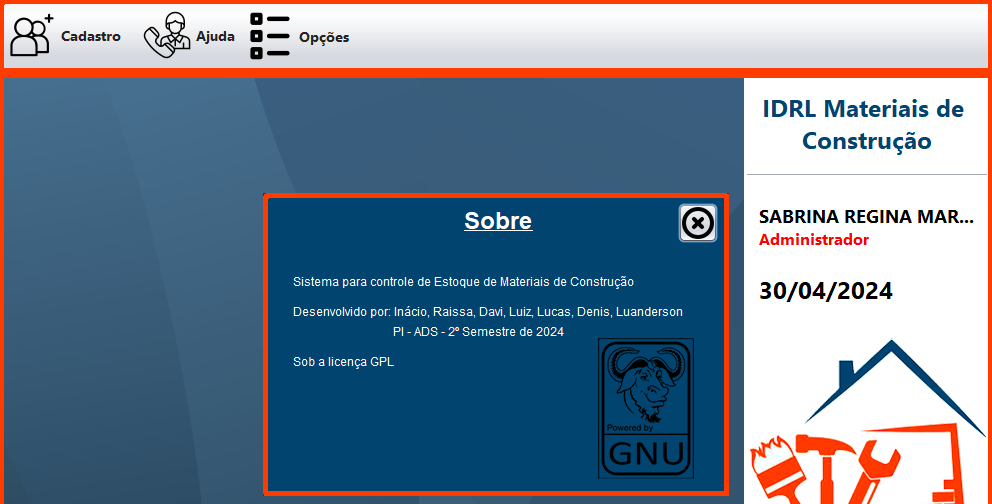 Cadastro
Ajuda
Opções
IDRL Materiais de
Construção
SABRINA REGINA MAR...
Administrador
30/04/2024
Sobre
Sistema para controle de Estoque de Materiais de Construção
Desenvolvido por: Inácio, Raissa, Davi, Luiz, Lucas, Denis, Luanderson
PI - ADS - 2º Semestre de 2024
Sob a licença GPL
Powered by
GNU